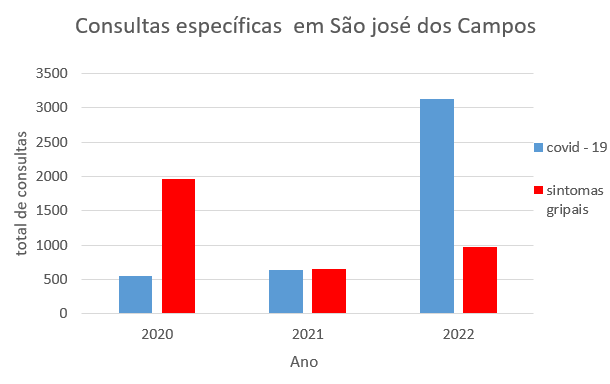 Consultas específicas  em São josé dos Campos
3500
3000
2500
2000
1500
1000
500
0
total de consultas
2020
2021
2022
Ano
covid - 19
sintomas
gripais